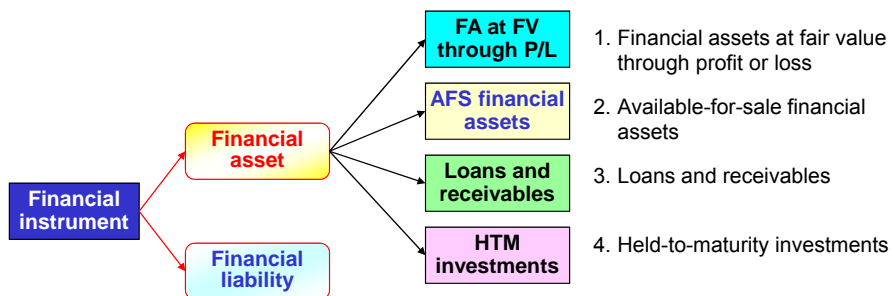 Financial
instrument
Financial
asset
Financial
liability
FA at FV
through P/L
AFS financial
assets
Loans and
receivables
HTM
investments
1. Financial assets at fair value
through profit or loss
2. Available-for-sale financial
assets
3. Loans and receivables
4. Held-to-maturity investments